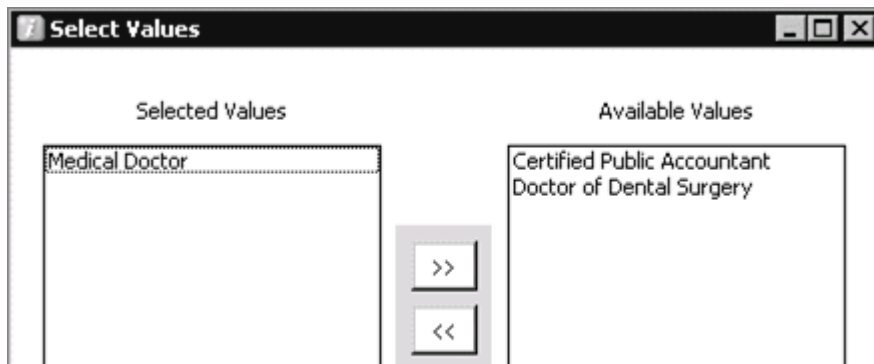 Select Values
Selected Values
Available Values
Medical Doctor
Certified Public Accountant
Doctor of Dental Surgery
>>
<<